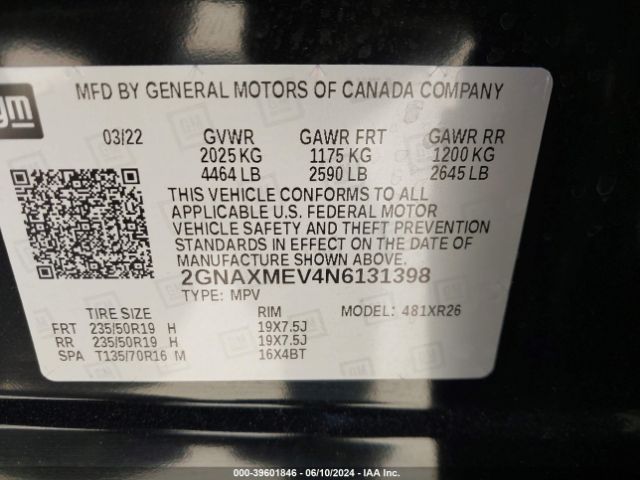 gm
MFD BY GENERAL MOTORS OF CANADA COMPANY
03/22 GVWR GAWR FRT GAWR RR
2025 KG 1175 KG 1200 KG
4464 LB 2590 LB 2645 LB
THIS VEHICLE CONFORMS TO ALL
APPLICABLE U.S. FEDERAL MOTOR
VEHICLE SAFETY AND THEFT PREVENTION
STANDARDS IN EFFECT ON THE DATE OF
MANUFACTURE SHOWN ABOVE.
2GNAXMEV4N6131398
TYPE: MPV MODEL: 481XR26
TIRE SIZE RIM
FRT 235/50R19 H 19X7.5J
RR 235/50R19 H 19X7.5J
SPA T135/70R16 M 16X4BT
000-39601846 - 06/10/2024 - IAA Inc.